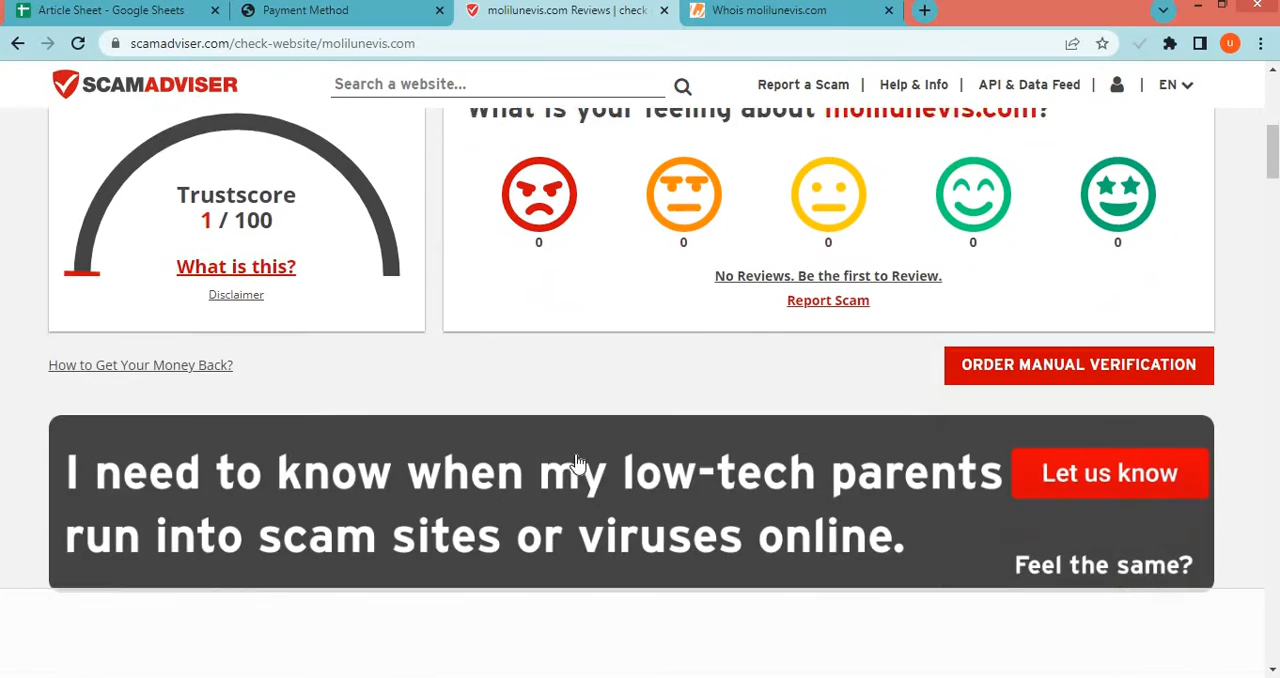 Article Sheet - Google Sheets
Payment Method
molilunevis.com Reviews | check
Whois molilunevis.com
scamadviser.com/check-website/molilunevis.com
U
SCAMADVISER
Search a website...
Report a Scam | Help & Info | API & Data Feed | | EN
What is your feeling about molilunevis.com?
Trustscore
1 / 100
What is this?
Disclaimer
0 0 0 0 0
No Reviews. Be the first to Review.
Report Scam
How to Get Your Money Back?
ORDER MANUAL VERIFICATION
I need to know when my low-tech parents
run into scam sites or viruses online.
Let us know
Feel the same?